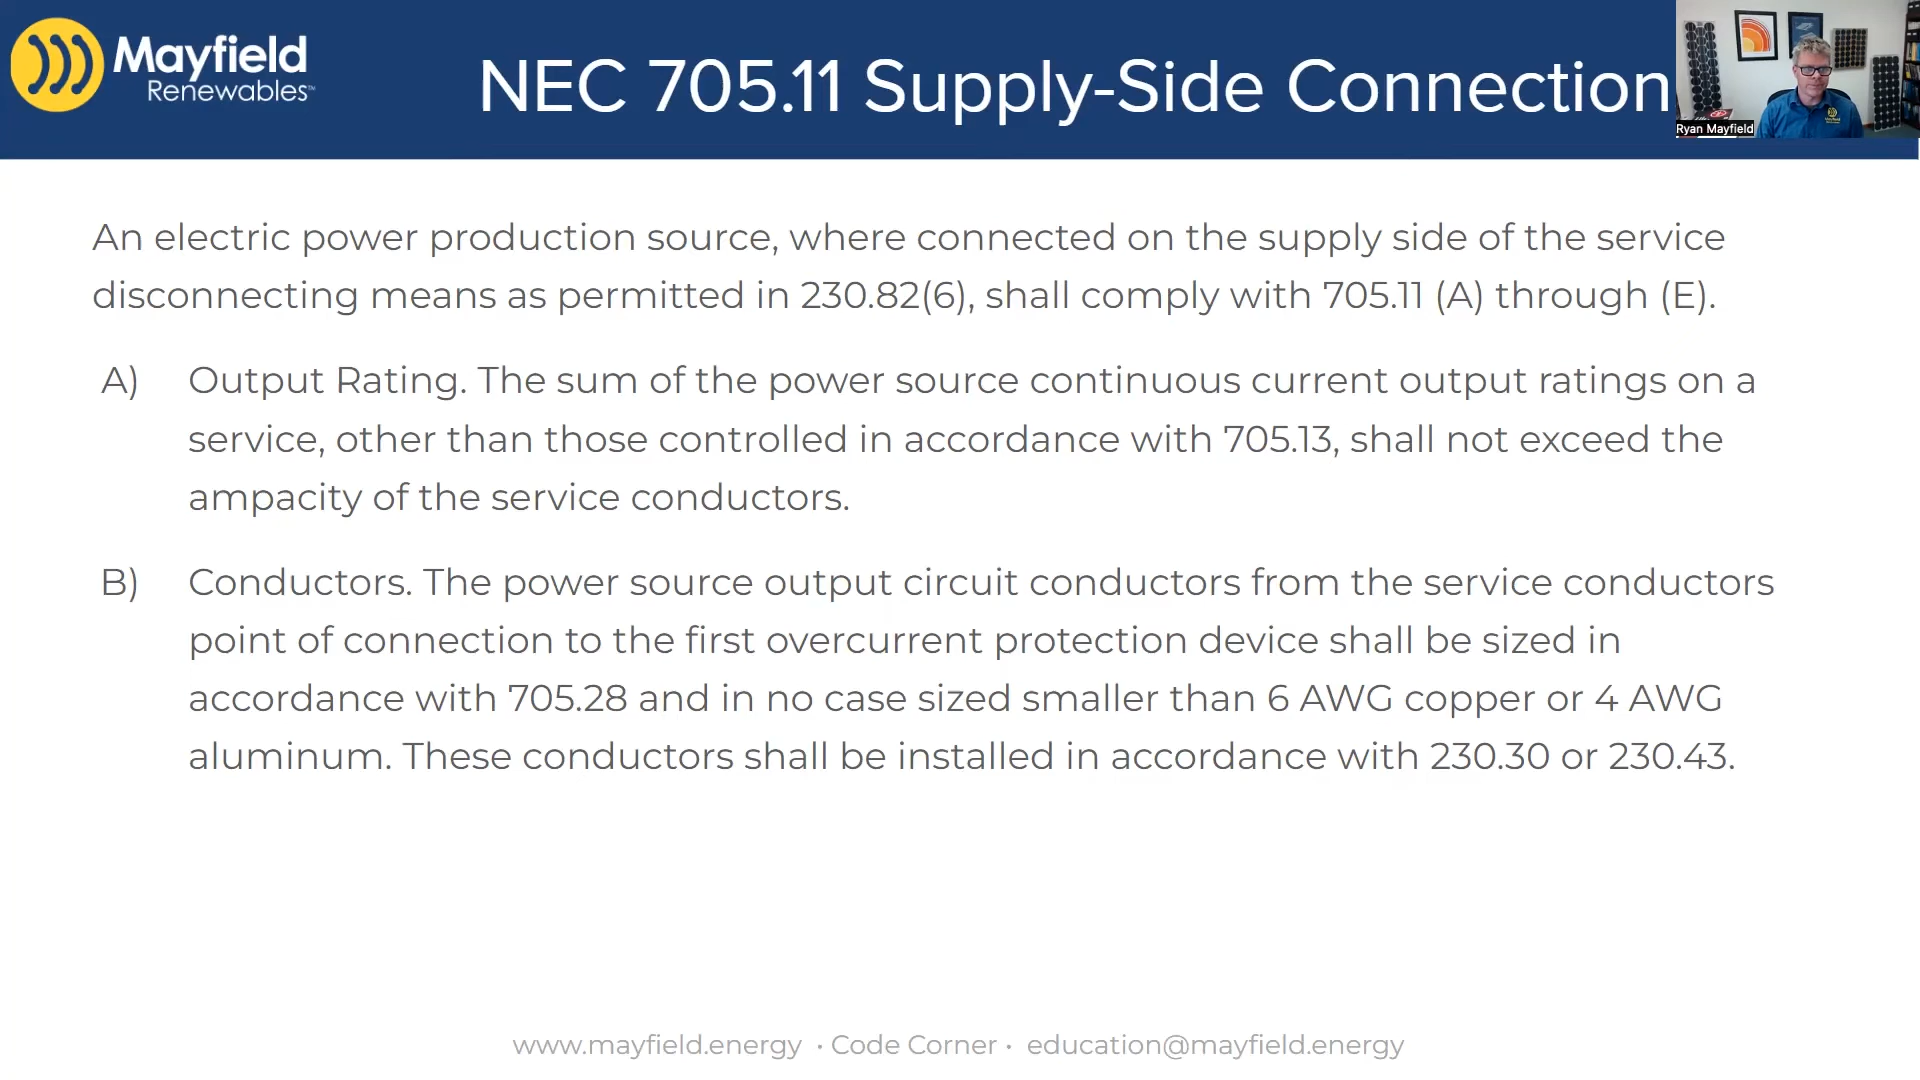 Mayfield
Renewables™
NEC 705.11 Supply-Side Connection
Ryan Mayfield
An electric power production source, where connected on the supply side of the service
disconnecting means as permitted in 230.82(6), shall comply with 705.11 (A) through (E).
A) Output Rating. The sum of the power source continuous current output ratings on a
service, other than those controlled in accordance with 705.13, shall not exceed the
ampacity of the service conductors.
B) Conductors. The power source output circuit conductors from the service conductors
point of connection to the first overcurrent protection device shall be sized in
accordance with 705.28 and in no case sized smaller than 6 AWG copper or 4 AWG
aluminum. These conductors shall be installed in accordance with 230.30 or 230.43.
www.mayfield.energy · Code Corner · education@mayfield.energy